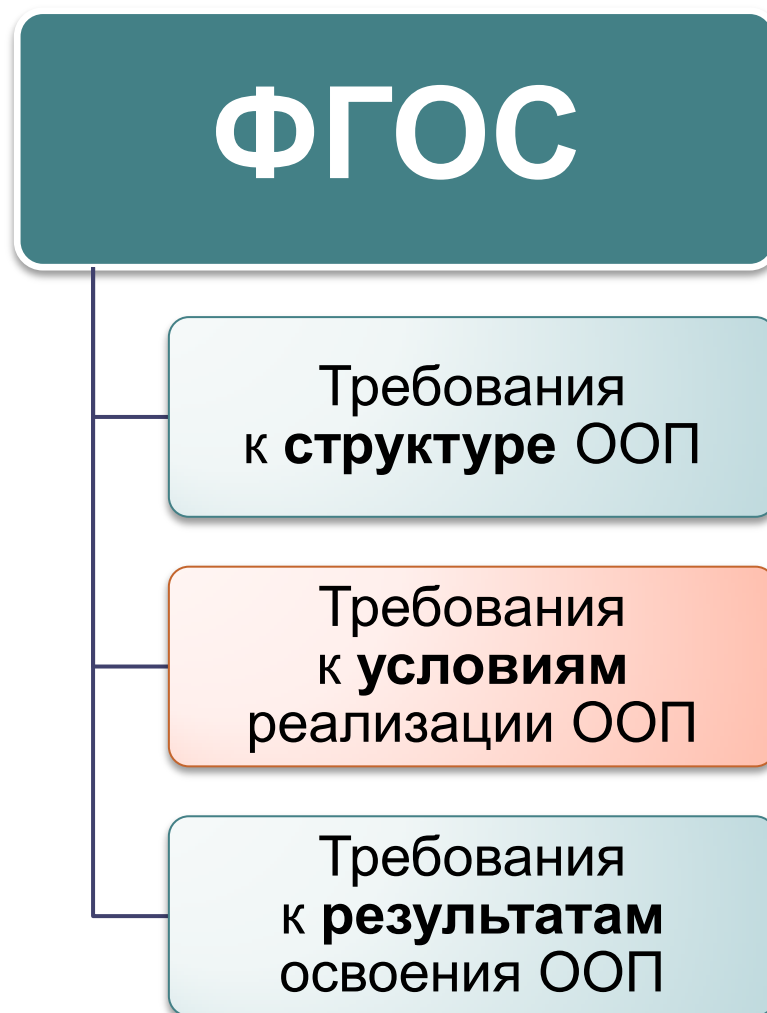 ФГОС
Требования
к структуре ООП
Требования
к условиям
реализации ООП
Требования
к результатам
освоения ООП